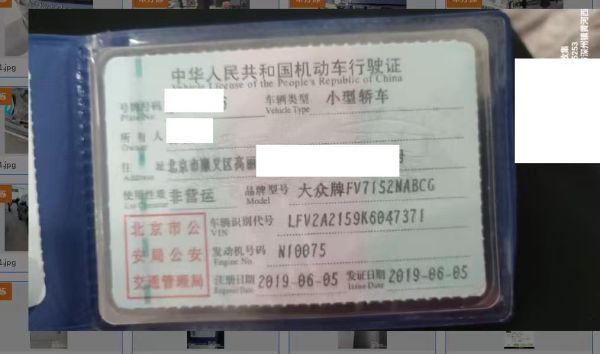 中华人民共和国机动车行驶证
Vehicle License of the People's Republic of China
号牌号码 车辆类型 小型轿车
Plate No. Vehicle Type
所有人
Owner
住 址 北京市顺义区高丽
使用性质 非营运 品牌型号 大众牌FV7152NABCG
Use Character Model
北京市公
安局公安
交通管理局
车辆识别代号 LFV2A2159K6047371
VIN
发动机号码 N10075
Engine No.
注册日期 2019-06-05 发证日期 2019-06-05
Register Date Issue Date
.jpg